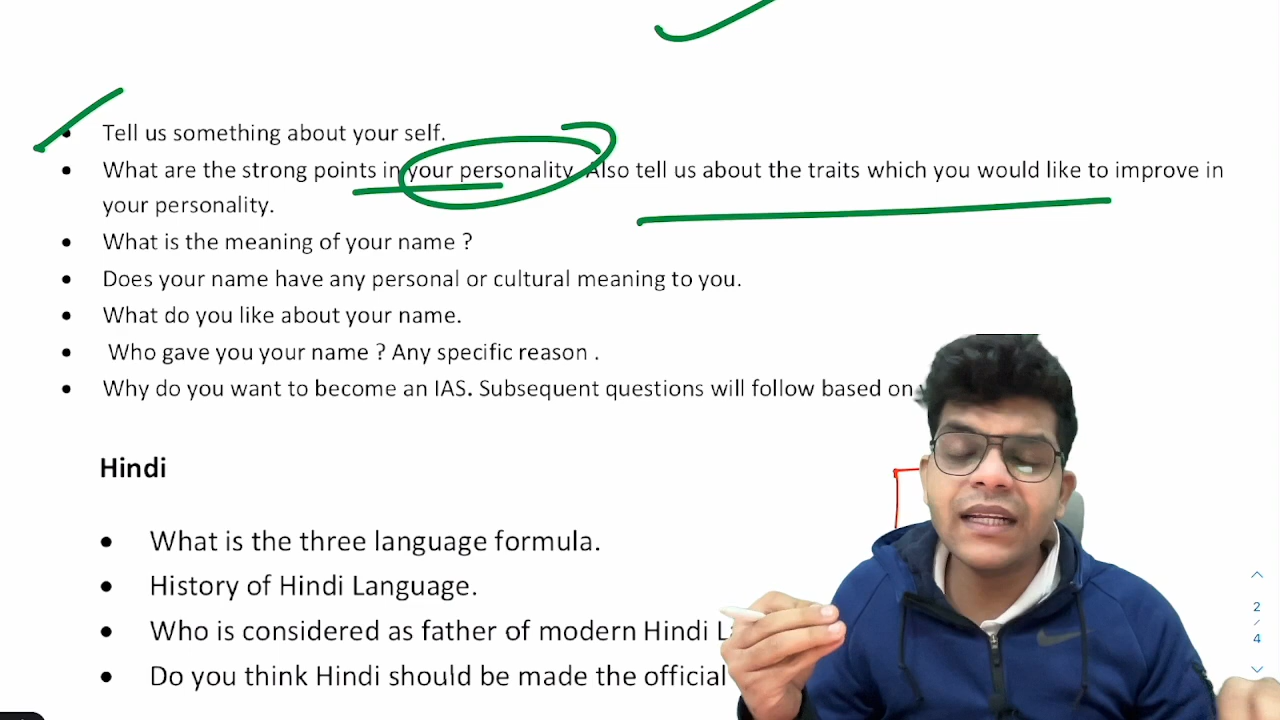 Tell us something about your self.
What are the strong points in your personality. Also tell us about the traits which you would like to improve in
your personality.
What is the meaning of your name ?
Does your name have any personal or cultural meaning to you.
What do you like about your name.
Who gave you your name ? Any specific reason .
Why do you want to become an IAS. Subsequent questions will follow based on
Hindi
What is the three language formula.
History of Hindi Language.
Who is considered as father of modern Hindi
Do you think Hindi should be made the official
2
/
4